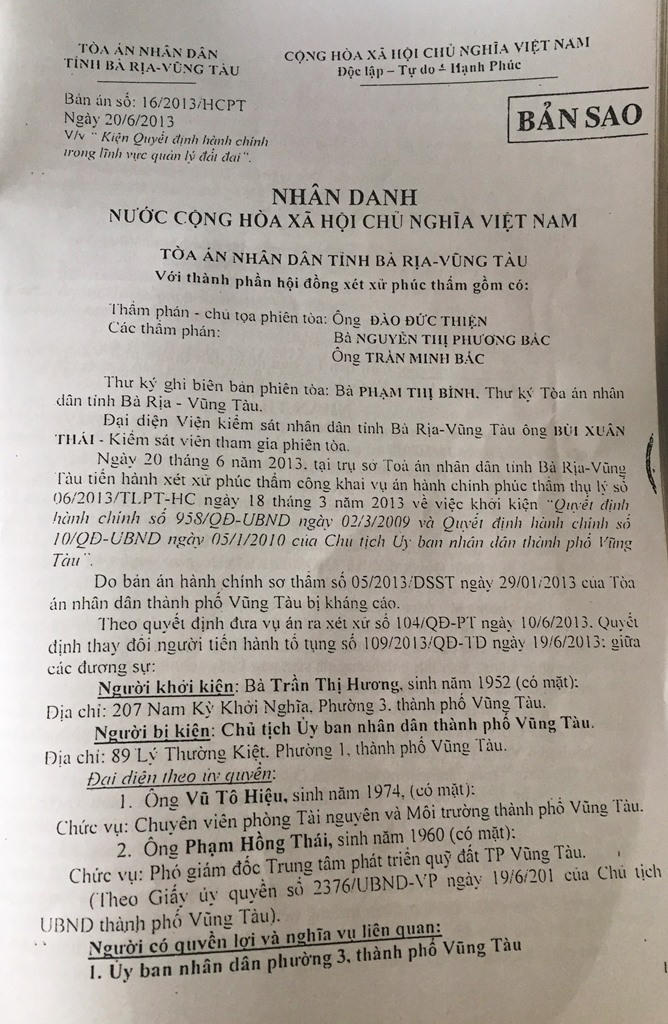 TÒA ÁN NHÂN DÂN
TỈNH BÀ RỊA-VŨNG TÀU
CỘNG HÒA XÃ HỘI CHỦ NGHĨA VIỆT NAM
Độc lập – Tự do - Hạnh Phúc
Bản án số: 16/2013/HCPT
Ngày 20/6/2013
V/v " Kiện Quyết định hành chính
trong lĩnh vực quản lý đất đai".
BẢN SAO
NHÂN DANH
NƯỚC CỘNG HÒA XÃ HỘI CHỦ NGHĨA VIỆT NAM
TÒA ÁN NHÂN DÂN TỈNH BÀ RỊA-VŨNG TÀU
Với thành phần hội đồng xét xử phúc thẩm gồm có:
Thẩm phán - chủ tọa phiên tòa: Ông ĐÀO ĐỨC THIỆN
Các thẩm phán: Bà NGUYỄN THỊ PHƯƠNG BẮC
Ông TRẦN MINH BẮC
Thư ký ghi biên bản phiên tòa: Bà PHẠM THỊ BÌNH, Thư ký Tòa án nhân
dân tỉnh Bà Rịa - Vũng Tàu.
Đại diện Viện kiểm sát nhân dân tỉnh Bà Rịa-Vũng Tàu ông BÙI XUÂN
THÁI - Kiểm sát viên tham gia phiên tòa.
Ngày 20 tháng 6 năm 2013, tại trụ sở Toà án nhân dân tỉnh Bà Rịa-Vũng
Tàu tiến hành xét xử phúc thẩm công khai vụ án hành chính phúc thẩm thụ lý số
06/2013/TLPT-HC ngày 18 tháng 3 năm 2013 về việc khởi kiện "Quyết định
hành chính số 958/QĐ-UBND ngày 02/3/2009 và Quyết định hành chính số
10/QĐ-UBND ngày 05/1/2010 của Chủ tịch Ủy ban nhân dân thành phố Vũng
Tàu".
Do bản án hành chính sơ thẩm số 05/2013/DSST ngày 29/01/2013 của Tòa
án nhân dân thành phố Vũng Tàu bị kháng cáo.
Theo quyết định đưa vụ án ra xét xử số 104/QĐ-PT ngày 10/6/2013. Quyết
định thay đổi người tiến hành tố tụng số 109/2013/QĐ-TD ngày 19/6/2013; giữa
các đương sự:
Người khởi kiện: Bà Trần Thị Hương, sinh năm 1952 (có mặt);
Địa chỉ: 207 Nam Kỳ Khởi Nghĩa, Phường 3, thành phố Vũng Tàu.
Người bị kiện: Chủ tịch Ủy ban nhân dân thành phố Vũng Tàu.
Địa chỉ: 89 Lý Thường Kiệt, Phường 1, thành phố Vũng Tàu.
Đại diện theo ủy quyền:
1. Ông Vũ Tô Hiệu, sinh năm 1974, (có mặt);
Chức vụ: Chuyên viên phòng Tài nguyên và Môi trường thành phố Vũng Tàu.
2. Ông Phạm Hồng Thái, sinh năm 1960 (có mặt);
Chức vụ: Phó giám đốc Trung tâm phát triển quỹ đất TP Vũng Tàu.
(Theo Giấy ủy quyền số 2376/UBND-VP ngày 19/6/201 của Chủ tịch
UBND thành phố Vũng Tàu).
Người có quyền lợi và nghĩa vụ liên quan:
1. Ủy ban nhân dân phường 3, thành phố Vũng Tàu